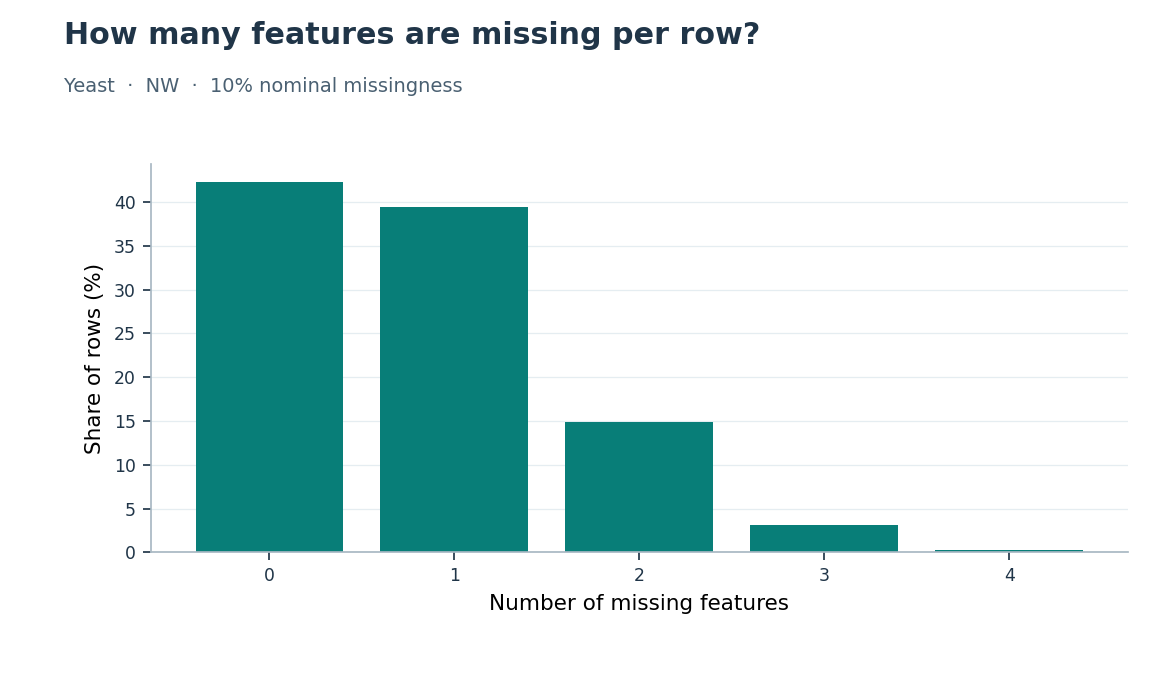 How many features are missing per row?
Yeast · NW · 10% nominal missingness
40
35
30
25
20
15
10
5
0
Share of rows (%)
0 1 2 3 4
Number of missing features